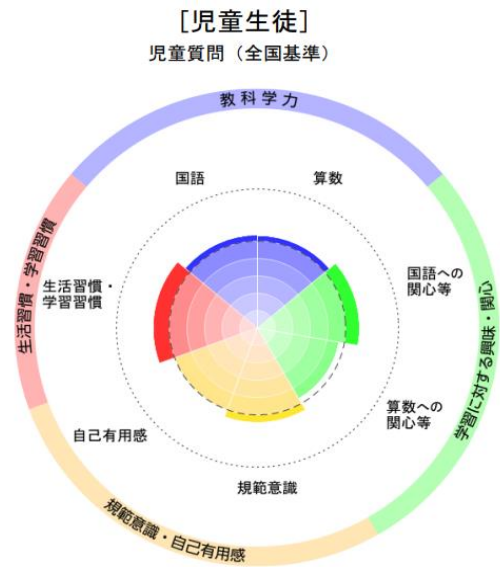 [児童生徒]
児童質問（全国基準）
教科学力
国語
算数
生活習慣・学習習慣
生活習慣・
学習習慣
国語への
関心等
学習に対する興味・関心
算数への
関心等
自己有用感
規範意識
規範意識・自己有用感